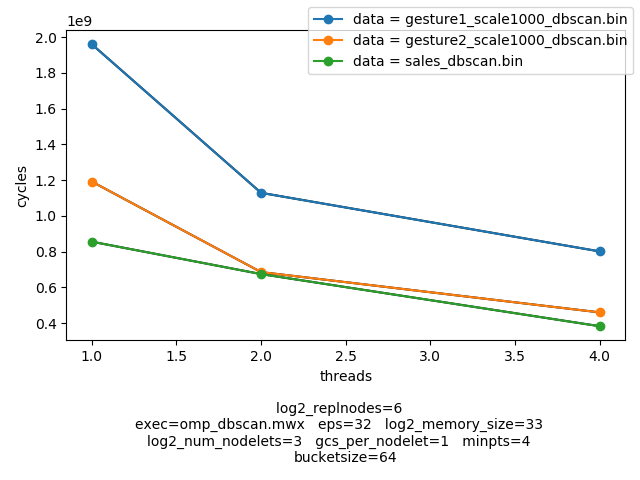 1e9
data = gesture1_scale1000_dbscan.bin
data = gesture2_scale1000_dbscan.bin
data = sales_dbscan.bin
2.0
1.8
1.6
1.4
1.2
1.0
0.8
0.6
0.4
cycles
1.0 1.5 2.0 2.5 3.0 3.5 4.0
threads
log2_replnodes=6
exec=omp_dbscan.mwx eps=32 log2_memory_size=33
log2_num_nodelets=3 gcs_per_nodelet=1 minpts=4
bucketsize=64